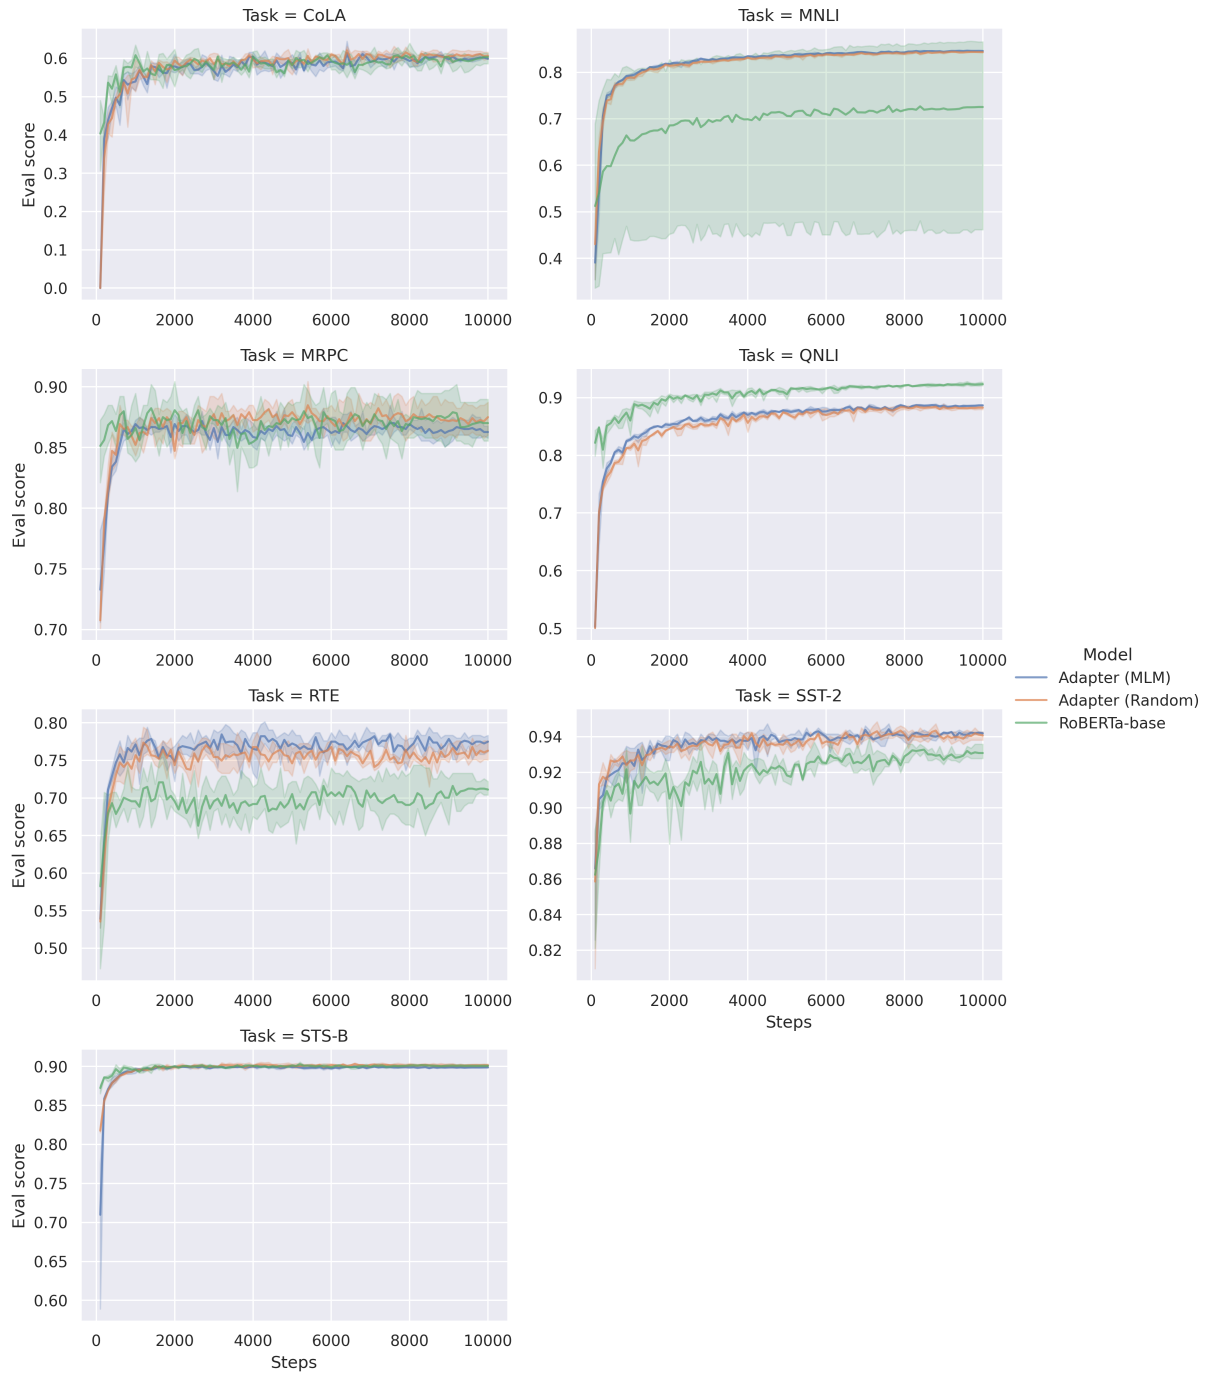 Task = CoLA
Eval score
0.6
0.5
0.4
0.3
0.2
0.1
0.0
0 2000 4000 6000 8000 10000
Task = MNLI
0.8
0.7
0.6
0.5
0.4
0 2000 4000 6000 8000 10000
Task = MRPC
Eval score
0.90
0.85
0.80
0.75
0.70
0 2000 4000 6000 8000 10000
Task = QNLI
0.9
0.8
0.7
0.6
0.5
0 2000 4000 6000 8000 10000
Task = RTE
Eval score
0.80
0.75
0.70
0.65
0.60
0.55
0.50
0 2000 4000 6000 8000 10000
Task = SST-2
0.94
0.92
0.90
0.88
0.86
0.84
0.82
0 2000 4000 6000 8000 10000
Steps
Task = STS-B
Eval score
0.90
0.85
0.80
0.75
0.70
0.65
0.60
0 2000 4000 6000 8000 10000
Steps
Model
Adapter (MLM)
Adapter (Random)
RoBERTa-base